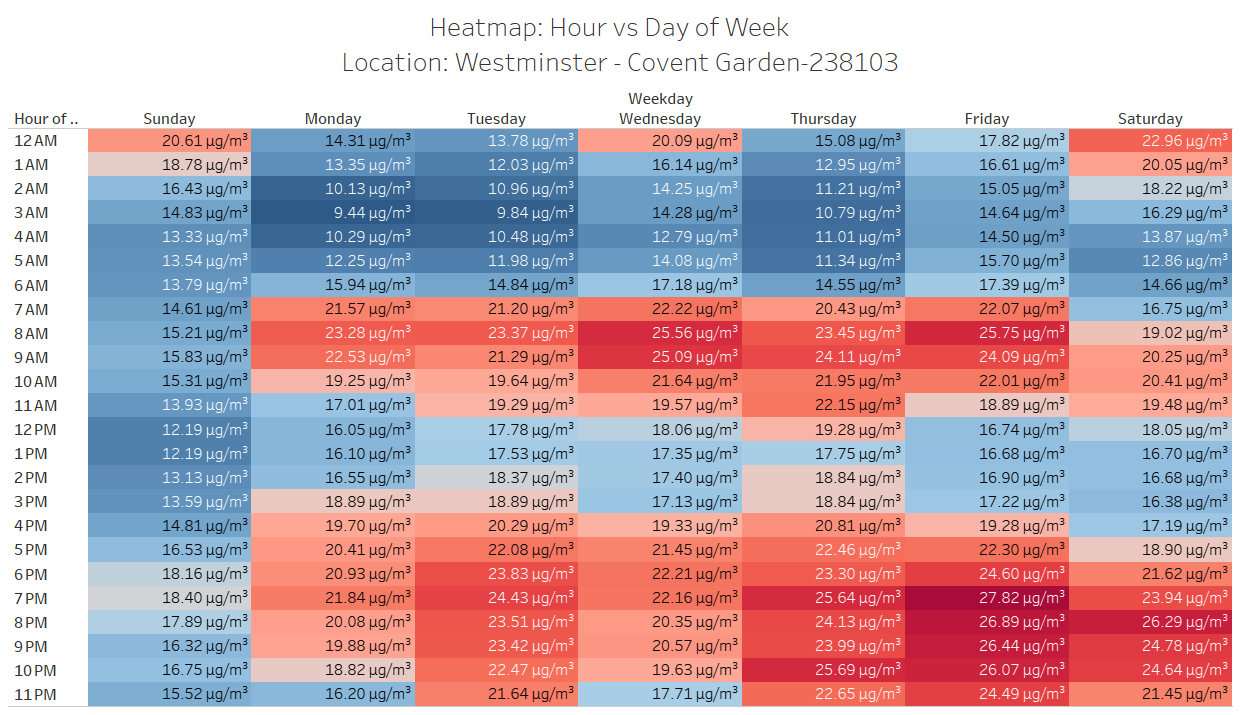 Heatmap: Hour vs Day of Week
Location: Westminster - Covent Garden-238103
Weekday
Hour of .. Sunday Monday Tuesday Wednesday Thursday Friday Saturday
12 AM 20.61 µg/m³ 14.31 µg/m³ 13.78 µg/m³ 20.09 µg/m³ 15.08 µg/m³ 17.82 µg/m³ 22.96 µg/m³
1 AM 18.78 µg/m³ 13.35 µg/m³ 12.03 µg/m³ 16.14 µg/m³ 12.95 µg/m³ 16.61 µg/m³ 20.05 µg/m³
2 AM 16.43 µg/m³ 10.13 µg/m³ 10.96 µg/m³ 14.25 µg/m³ 11.21 µg/m³ 15.05 µg/m³ 18.22 µg/m³
3 AM 14.83 µg/m³ 9.44 µg/m³ 9.84 µg/m³ 14.28 µg/m³ 10.79 µg/m³ 14.64 µg/m³ 16.29 µg/m³
4 AM 13.33 µg/m³ 10.29 µg/m³ 10.48 µg/m³ 12.79 µg/m³ 11.01 µg/m³ 14.50 µg/m³ 13.87 µg/m³
5 AM 13.54 µg/m³ 12.25 µg/m³ 11.98 µg/m³ 14.08 µg/m³ 11.34 µg/m³ 15.70 µg/m³ 12.86 µg/m³
6 AM 13.79 µg/m³ 15.94 µg/m³ 14.84 µg/m³ 17.18 µg/m³ 14.55 µg/m³ 17.39 µg/m³ 14.66 µg/m³
7 AM 14.61 µg/m³ 21.57 µg/m³ 21.20 µg/m³ 22.22 µg/m³ 20.43 µg/m³ 22.07 µg/m³ 16.75 µg/m³
8 AM 15.21 µg/m³ 23.28 µg/m³ 23.37 µg/m³ 25.56 µg/m³ 23.45 µg/m³ 25.75 µg/m³ 19.02 µg/m³
9 AM 15.83 µg/m³ 22.53 µg/m³ 21.29 µg/m³ 25.09 µg/m³ 24.11 µg/m³ 24.09 µg/m³ 20.25 µg/m³
10 AM 15.31 µg/m³ 19.25 µg/m³ 19.64 µg/m³ 21.64 µg/m³ 21.95 µg/m³ 22.01 µg/m³ 20.41 µg/m³
11 AM 13.93 µg/m³ 17.01 µg/m³ 19.29 µg/m³ 19.57 µg/m³ 22.15 µg/m³ 18.89 µg/m³ 19.48 µg/m³
12 PM 12.19 µg/m³ 16.05 µg/m³ 17.78 µg/m³ 18.06 µg/m³ 19.28 µg/m³ 16.74 µg/m³ 18.05 µg/m³
1 PM 12.19 µg/m³ 16.10 µg/m³ 17.53 µg/m³ 17.35 µg/m³ 17.75 µg/m³ 16.68 µg/m³ 16.70 µg/m³
2 PM 13.13 µg/m³ 16.55 µg/m³ 18.37 µg/m³ 17.40 µg/m³ 18.84 µg/m³ 16.90 µg/m³ 16.68 µg/m³
3 PM 13.59 µg/m³ 18.89 µg/m³ 18.89 µg/m³ 17.13 µg/m³ 18.84 µg/m³ 17.22 µg/m³ 16.38 µg/m³
4 PM 14.81 µg/m³ 19.70 µg/m³ 20.29 µg/m³ 19.33 µg/m³ 20.81 µg/m³ 19.28 µg/m³ 17.19 µg/m³
5 PM 16.53 µg/m³ 20.41 µg/m³ 22.08 µg/m³ 21.45 µg/m³ 22.46 µg/m³ 22.30 µg/m³ 18.90 µg/m³
6 PM 18.16 µg/m³ 20.93 µg/m³ 23.83 µg/m³ 22.21 µg/m³ 23.30 µg/m³ 24.60 µg/m³ 21.62 µg/m³
7 PM 18.40 µg/m³ 21.84 µg/m³ 24.43 µg/m³ 22.16 µg/m³ 25.64 µg/m³ 27.82 µg/m³ 23.94 µg/m³
8 PM 17.89 µg/m³ 20.08 µg/m³ 23.51 µg/m³ 20.35 µg/m³ 24.13 µg/m³ 26.89 µg/m³ 26.29 µg/m³
9 PM 16.32 µg/m³ 19.88 µg/m³ 23.42 µg/m³ 20.57 µg/m³ 23.99 µg/m³ 26.44 µg/m³ 24.78 µg/m³
10 PM 16.75 µg/m³ 18.82 µg/m³ 22.47 µg/m³ 19.63 µg/m³ 25.69 µg/m³ 26.07 µg/m³ 24.64 µg/m³
11 PM 15.52 µg/m³ 16.20 µg/m³ 21.64 µg/m³ 17.71 µg/m³ 22.65 µg/m³ 24.49 µg/m³ 21.45 µg/m³